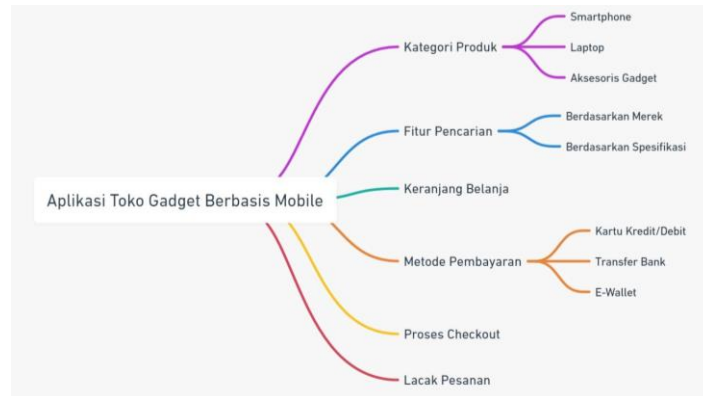 Aplikasi Toko Gadget Berbasis Mobile
Kategori Produk
Smartphone
Laptop
Aksesoris Gadget
Fitur Pencarian
Berdasarkan Merek
Berdasarkan Spesifikasi
Keranjang Belanja
Metode Pembayaran
Kartu Kredit/Debit
Transfer Bank
E-Wallet
Proses Checkout
Lacak Pesanan